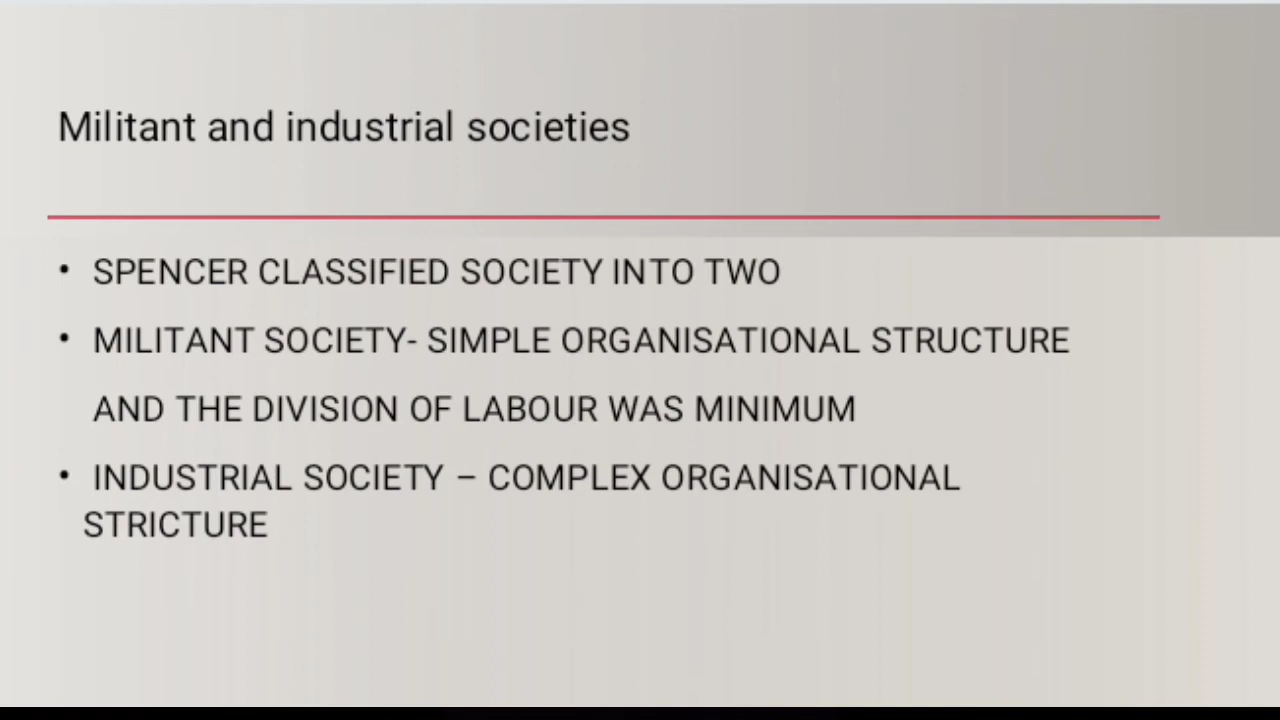 Militant and industrial societies
• SPENCER CLASSIFIED SOCIETY INTO TWO
• MILITANT SOCIETY- SIMPLE ORGANISATIONAL STRUCTURE
AND THE DIVISION OF LABOUR WAS MINIMUM
• INDUSTRIAL SOCIETY – COMPLEX ORGANISATIONAL
STRICTURE